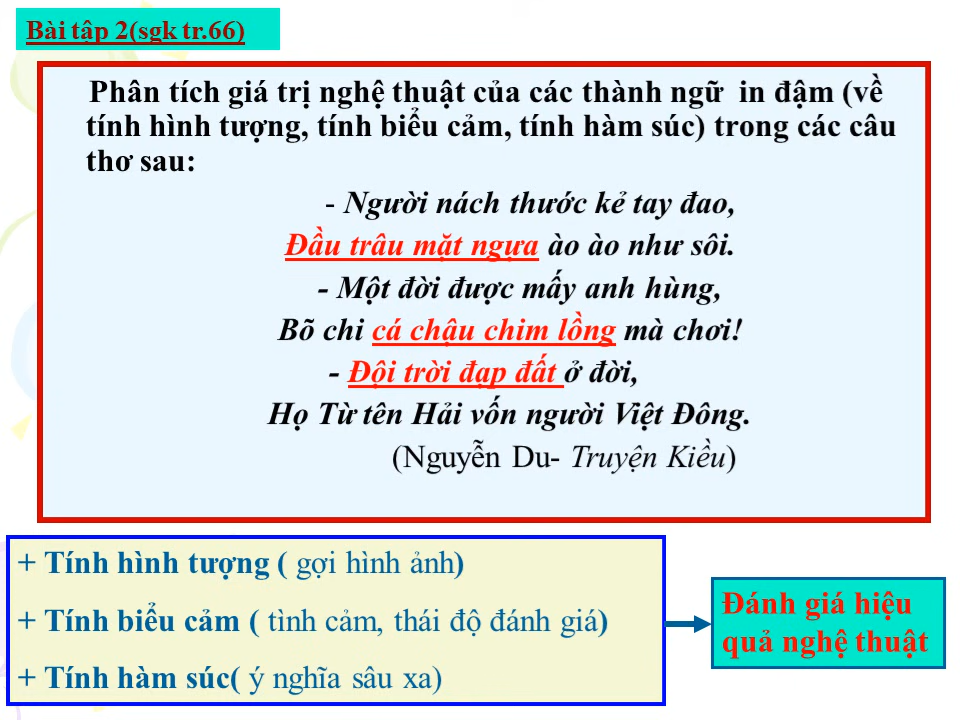 Bài tâp 2(sgk tr.66)
Phân tích giá trị nghệ thuật của các thành ngữ in đậm (về
tính hình tượng, tính biểu cảm, tính hàm súc) trong các câu
thơ sau:
- Người nách thước kẻ tay đao,
Đầu trâu mặt ngựa ào ào như sôi.
- Một đời được mấy anh hùng,
Bõ chi cá chậu chim lồng mà chơi!
- Đội trời đạp đất ở đời,
Họ Từ tên Hải vốn người Việt Đông.
(Nguyễn Du- Truyện Kiều)
+ Tính hình tượng ( gợi hình ảnh)
+ Tính biểu cảm ( tình cảm, thái độ đánh giá)
+ Tính hàm súc( ý nghĩa sâu xa)
Đánh giá hiệu
quả nghệ thuật